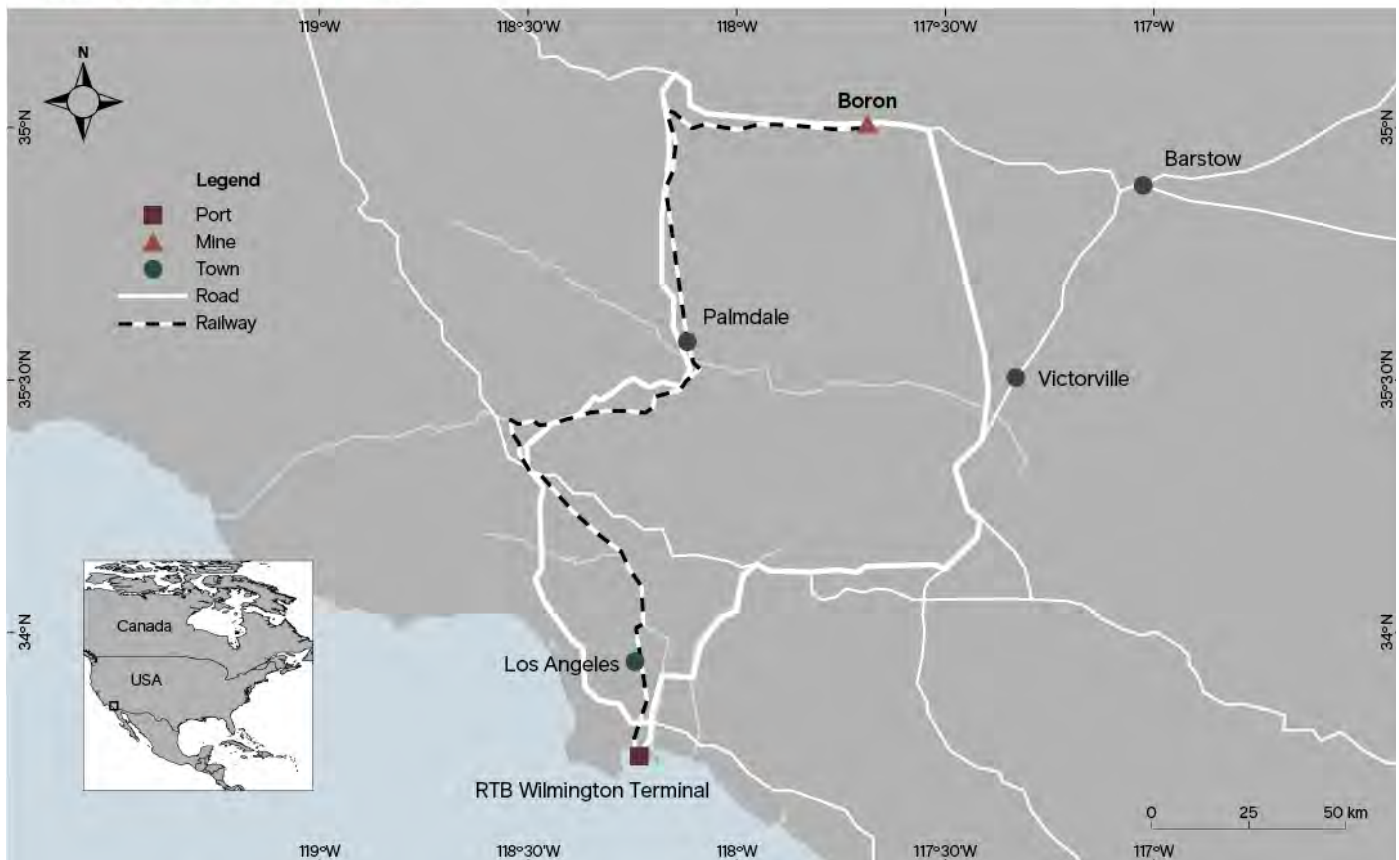 119°W 118°30'W 118°W 117°30'W 117°W
N
35°N
35°N
Boron
Barstow
Legend
Port
Mine
Town
Road
Railway
Palmdale
35°30'N
35°30'N
Victorville
Canada
USA
34°N
34°N
Los Angeles
RTB Wilmington Terminal
0 25 50 km
119°W 118°30'W 118°W 117°30'W 117°W